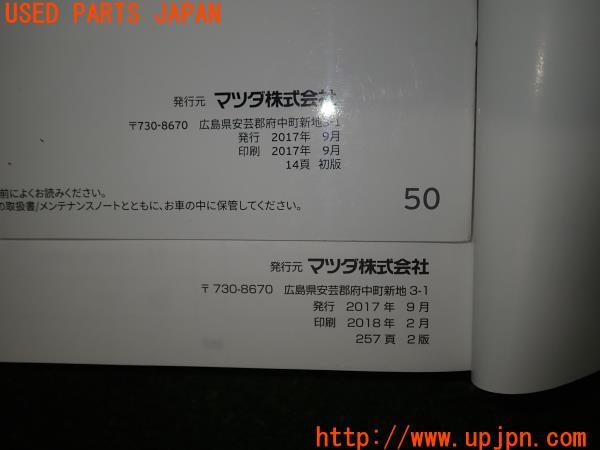 USED PARTS JAPAN
発行元 マツダ株式会社
〒730-8670 広島県安芸郡府中町新地3-1
発行 2017年 9月
印刷 2017年 9月
14頁 初版
前によくお読みください。
の取扱書/メンテナンスノートとともに、お車の中に保管してください。
50
発行元 マツダ株式会社
〒730-8670 広島県安芸郡府中町新地3-1
発行 2017年 9月
印刷 2018年 2月
257頁 2版
http://www.upjpn.com